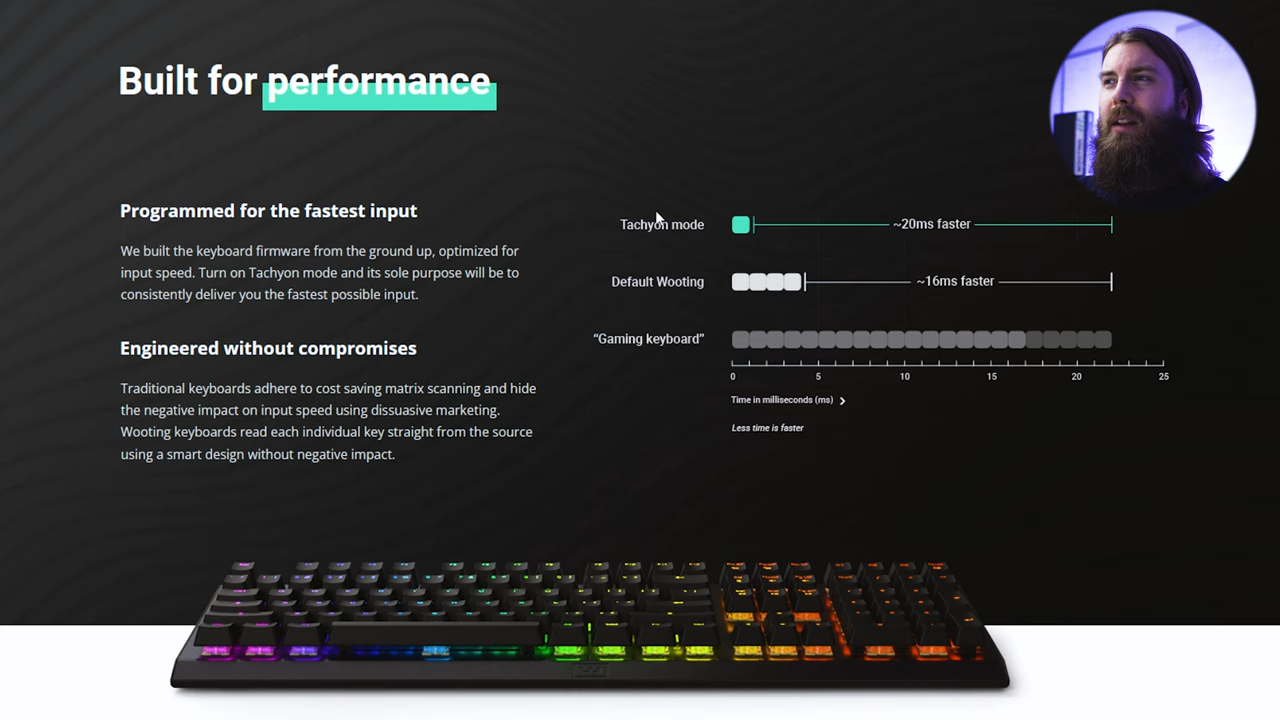 Built for performance
Programmed for the fastest input
We built the keyboard firmware from the ground up, optimized for
input speed. Turn on Tachyon mode and its sole purpose will be to
consistently deliver you the fastest possible input.
Engineered without compromises
Traditional keyboards adhere to cost saving matrix scanning and hide
the negative impact on input speed using dissuasive marketing.
Wooting keyboards read each individual key straight from the source
using a smart design without negative impact.
Tachyon mode
~20ms faster
Default Wooting
~16ms faster
“Gaming keyboard”
0 5 10 15 20 25
Time in milliseconds (ms)
Less time is faster